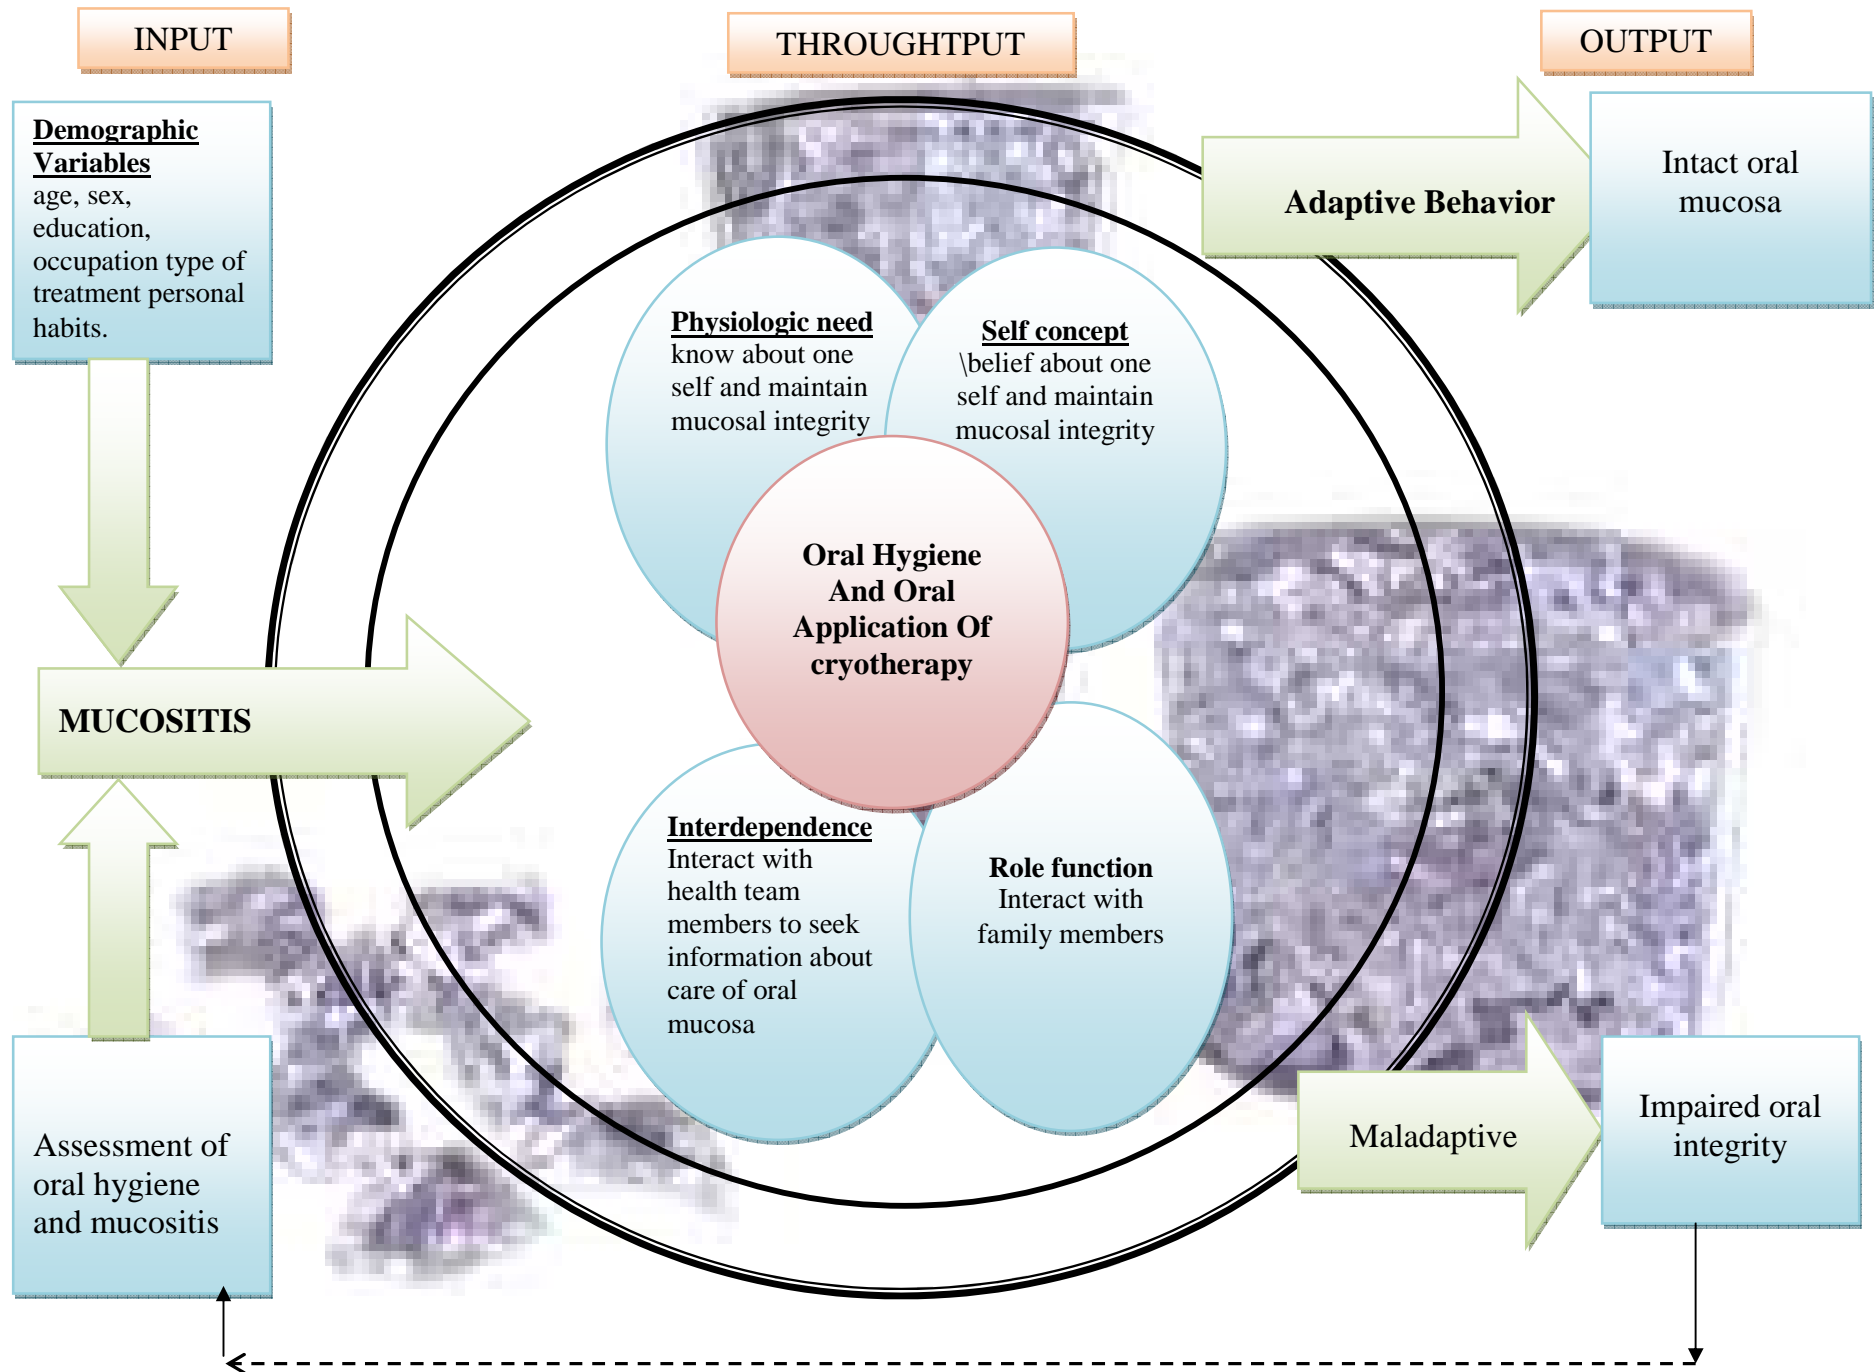 INPUT
THROUGHTPUT
OUTPUT
Demographic
Variables
age, sex,
education,
occupation type of
treatment personal
habits.
MUCOSITIS
Assessment of
oral hygiene
and mucositis
Physiologic need
know about one
self and maintain
mucosal integrity
Self concept
\belief about one
self and maintain
mucosal integrity
Oral Hygiene
And Oral
Application Of
cryotherapy
Interdependence
Interact with
health team
members to seek
information about
care of oral
mucosa
Role function
Interact with
family members
Adaptive Behavior
Intact oral
mucosa
Maladaptive
Impaired oral
integrity